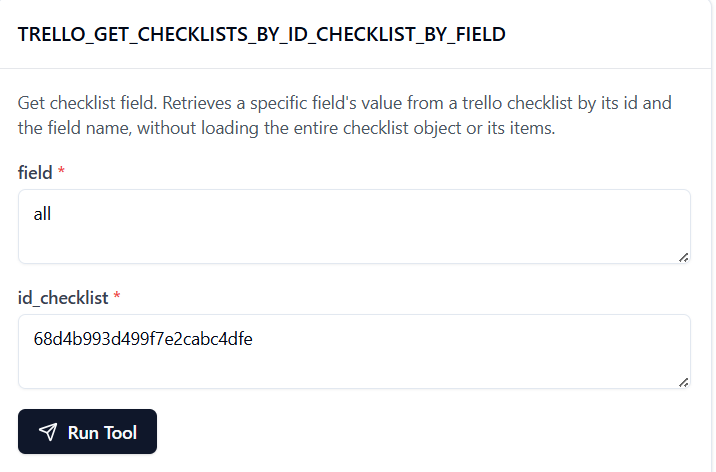 TRELLO_GET_CHECKLISTS_BY_ID_CHECKLIST_BY_FIELD
Get checklist field. Retrieves a specific field's value from a trello checklist by its id and
the field name, without loading the entire checklist object or its items.
field *
all
id_checklist *
68d4b993d499f7e2cabc4dfe
Run Tool